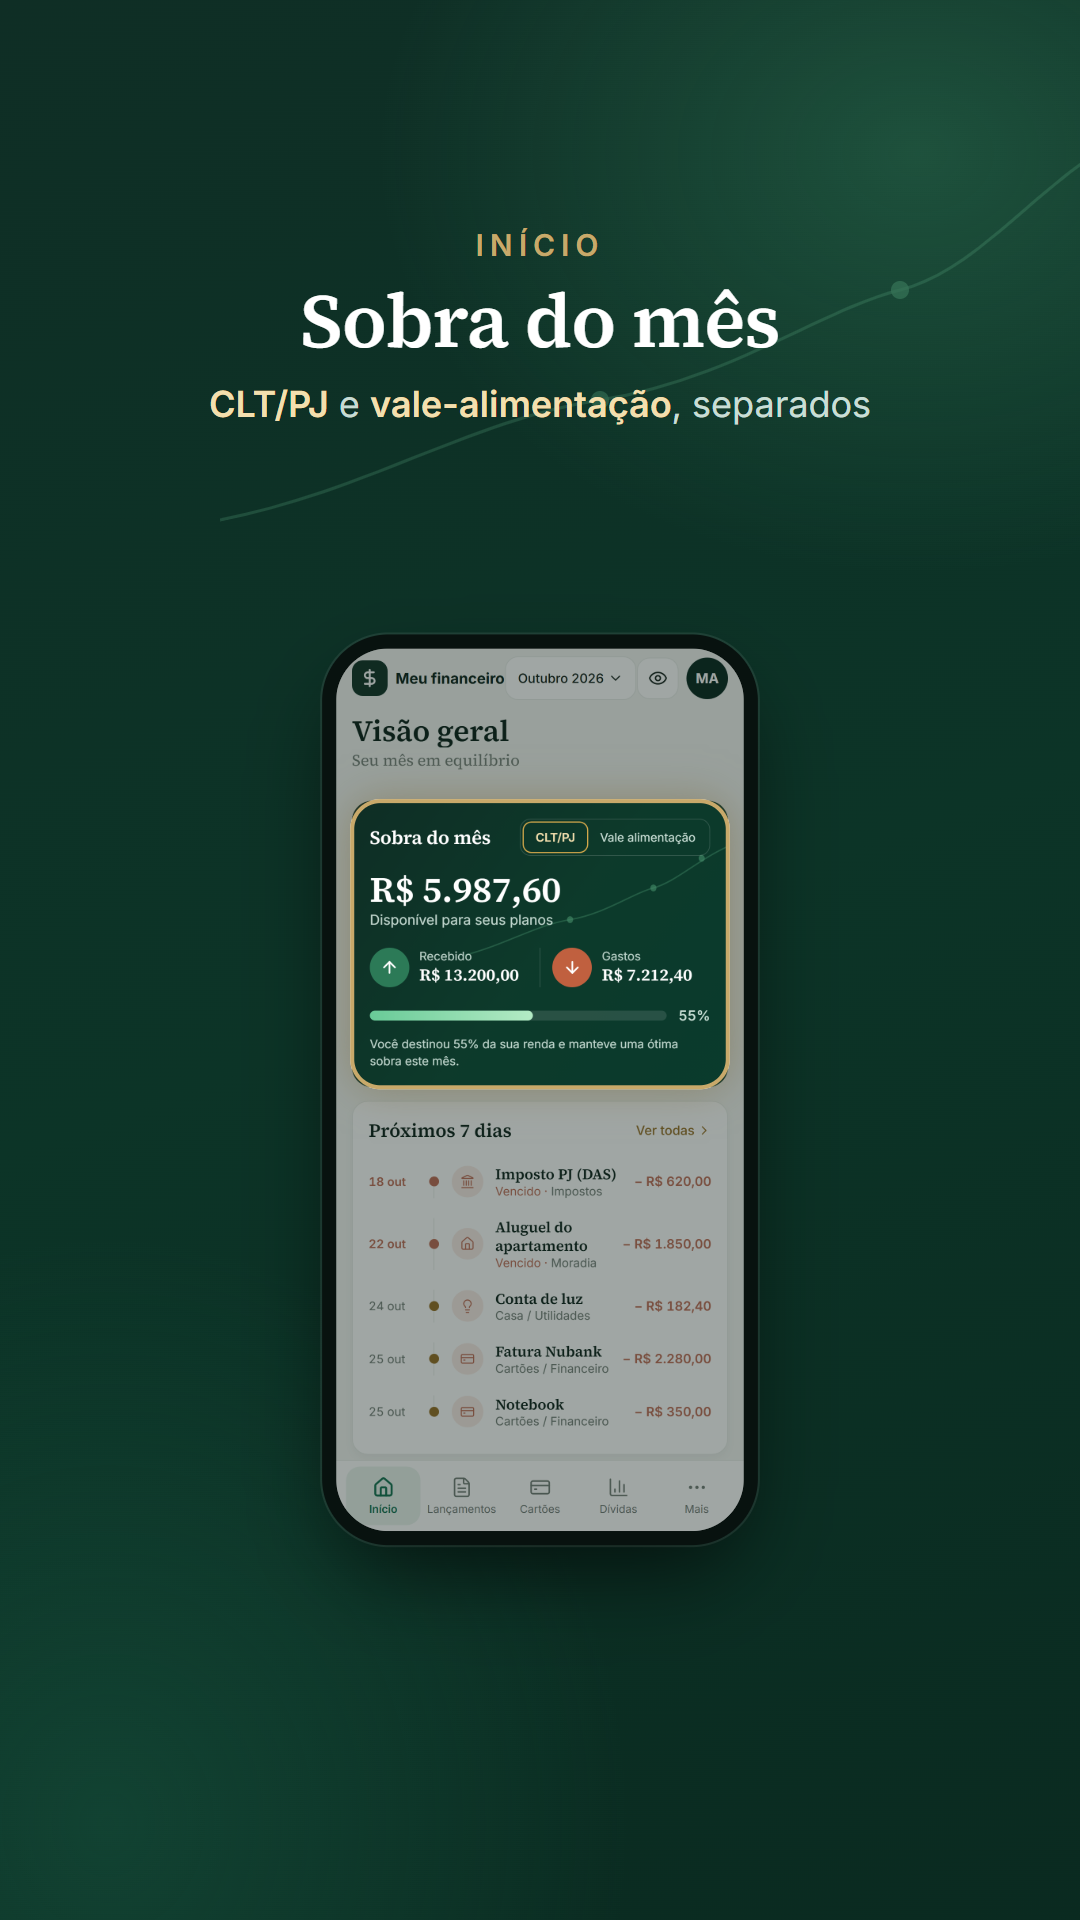 INÍCIO
Sobra do mês
CLT/PJ e vale-alimentação, separados
Meu financeiro
Outubro 2026
MA
Visão geral
Seu mês em equilíbrio
Sobra do mês
CLT/PJ
Vale alimentação
R$ 5.987,60
Disponível para seus planos
Recebido
R$ 13.200,00
Gastos
R$ 7.212,40
55%
Você destinou 55% da sua renda e manteve uma ótima
sobra este mês.
Próximos 7 dias
Ver todas
18 out
Imposto PJ (DAS)
Vencido · Impostos
– R$ 620,00
22 out
Aluguel do
apartamento
Vencido · Moradia
– R$ 1.850,00
24 out
Conta de luz
Casa / Utilidades
– R$ 182,40
25 out
Fatura Nubank
Cartões / Financeiro
– R$ 2.280,00
25 out
Notebook
Cartões / Financeiro
– R$ 350,00
Início
Lançamentos
Cartões
Dívidas
Mais